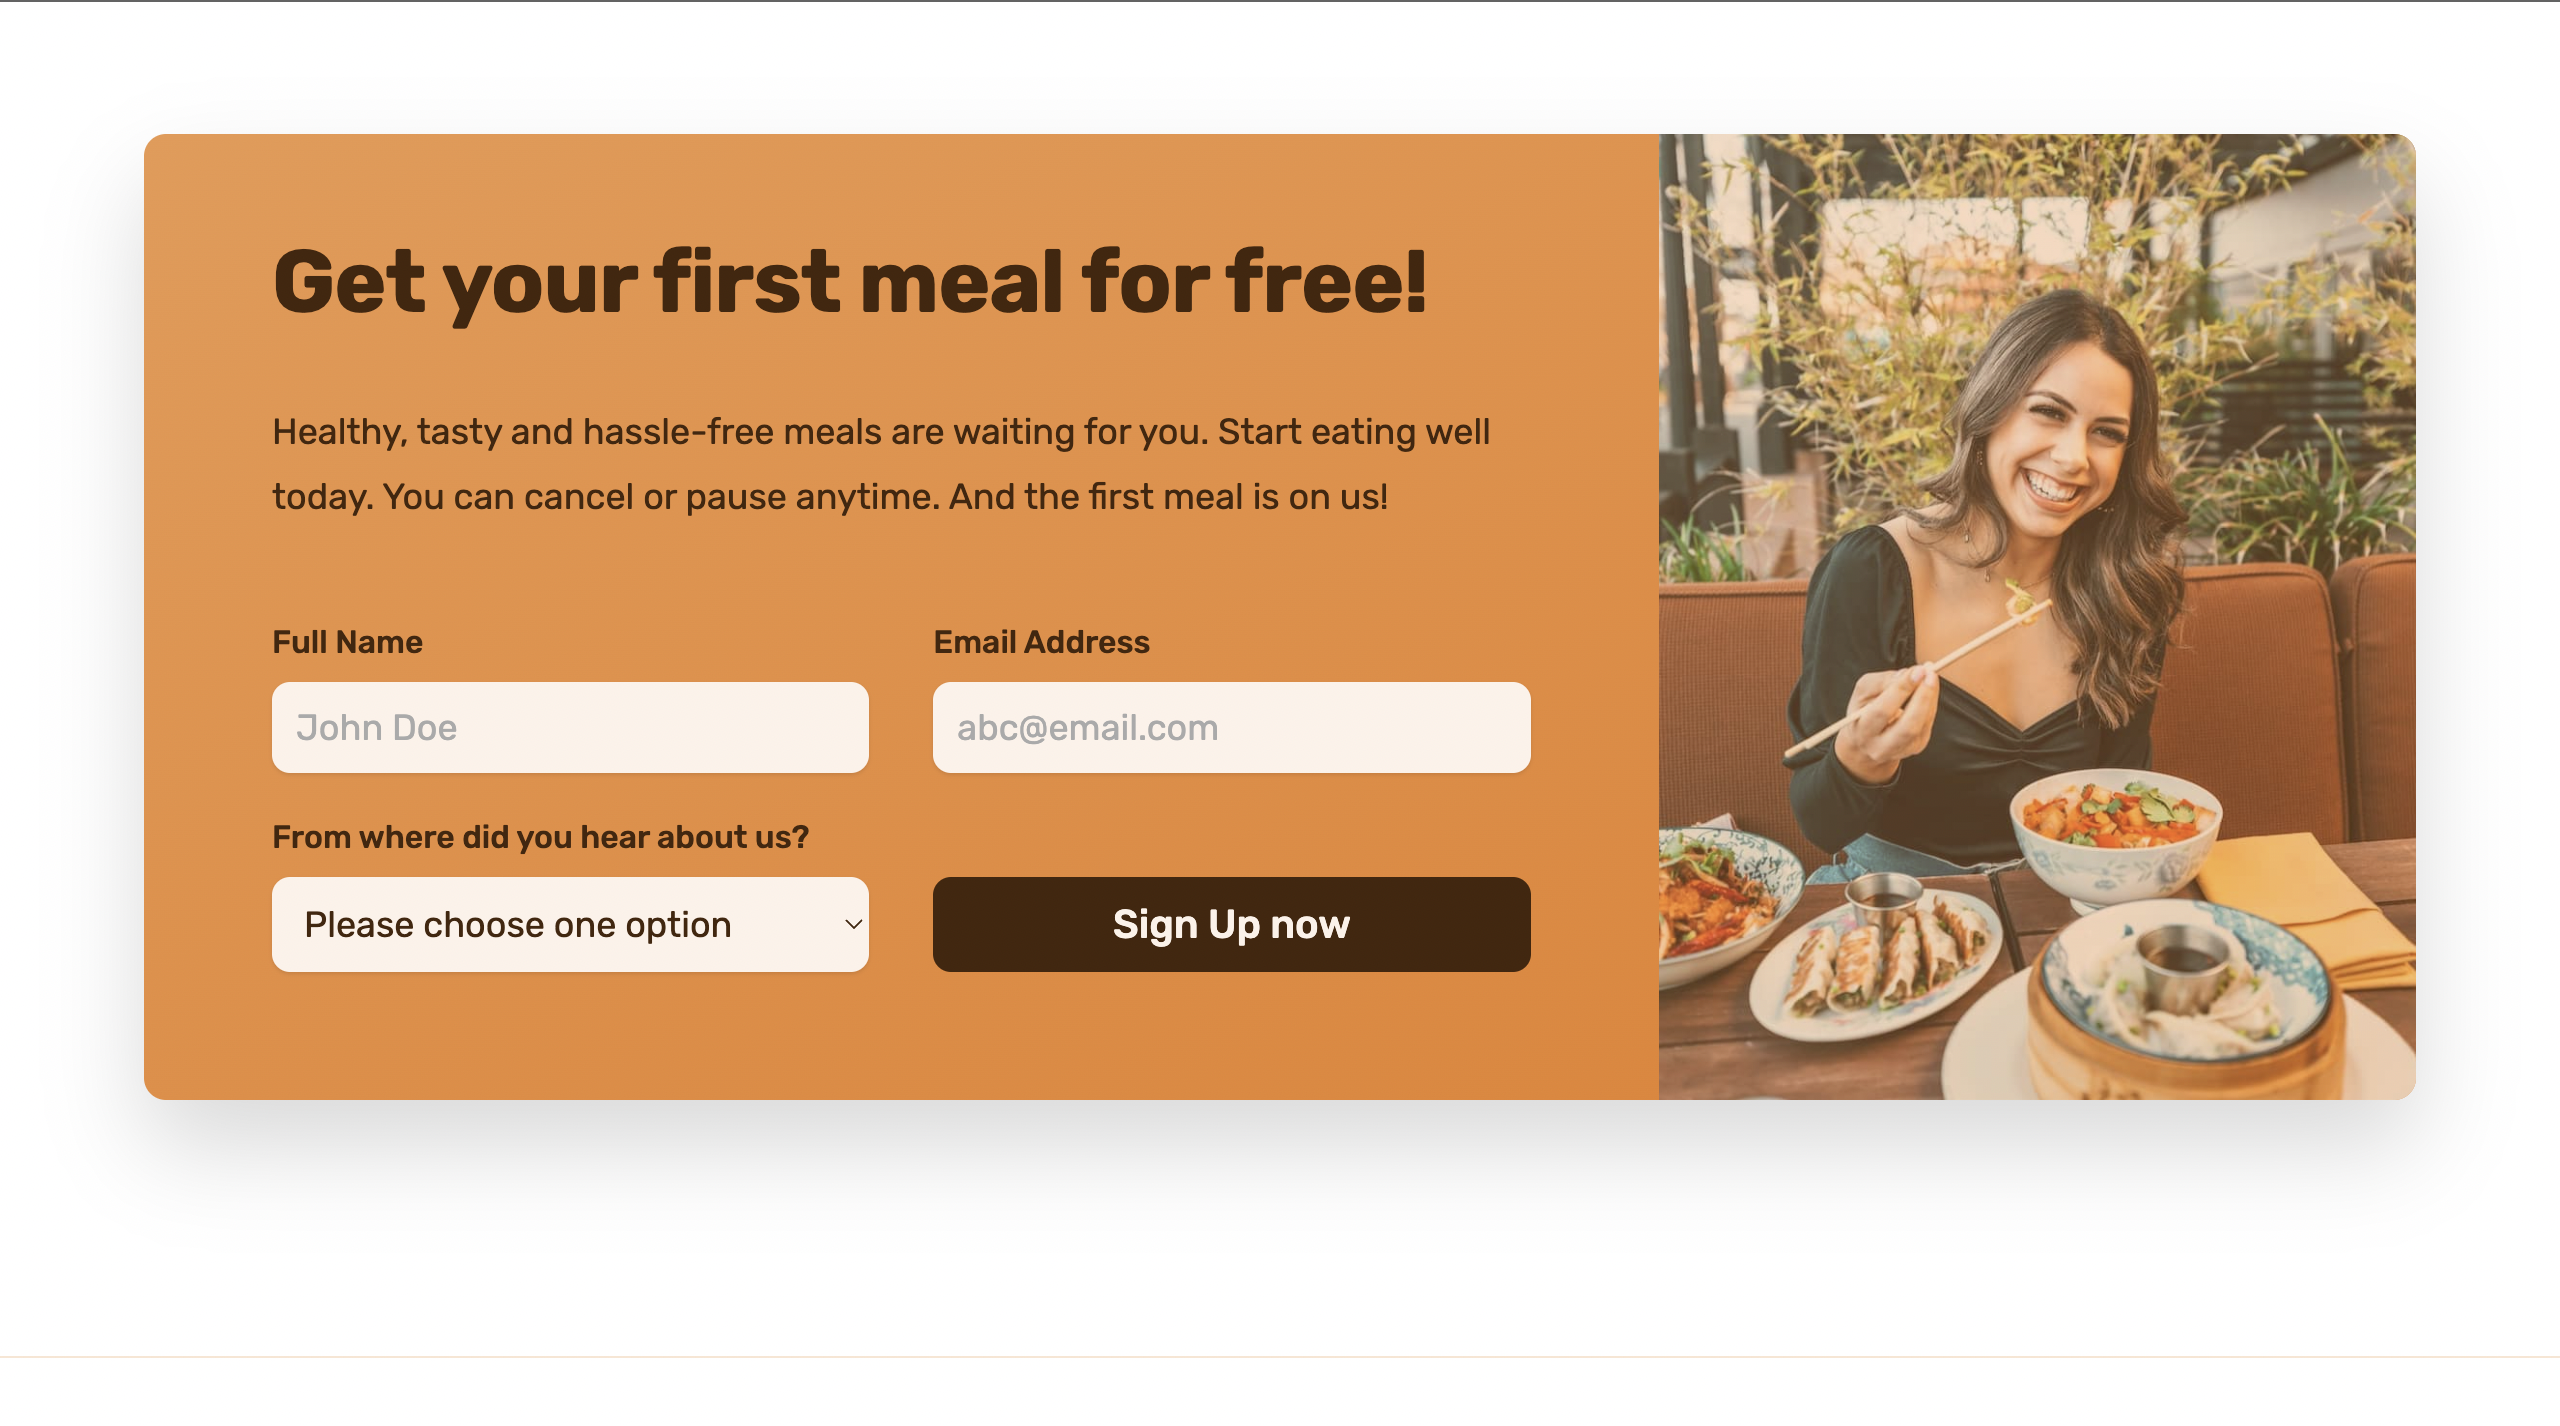 Get your first meal for free!
Healthy, tasty and hassle-free meals are waiting for you. Start eating well
today. You can cancel or pause anytime. And the first meal is on us!
Full Name
Email Address
John Doe
abc@email.com
From where did you hear about us?
Please choose one option
Sign Up now